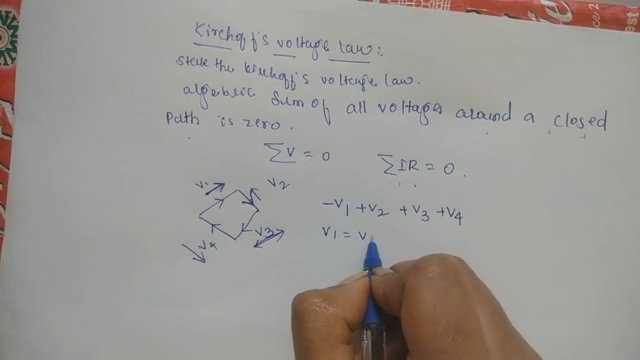 Kirchoff's voltage law:
state the kirchoff's voltage law.
algebric sum of all voltages around a closed
path is zero.
ΣV = 0 ΣIR = 0.
V1 V2
-V1 + V2 + V3 + V4
V3
V1 = V
V4